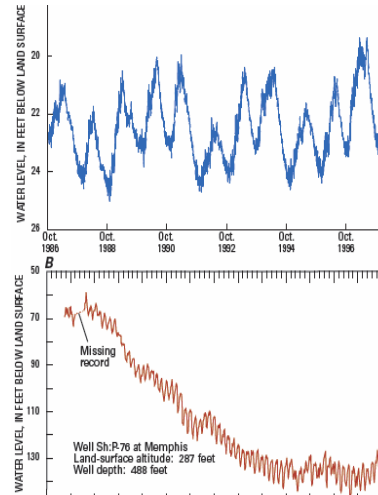 WATER LEVEL, IN FEET BELOW LAND SURFACE
20
22
24
26
Oct. Oct. Oct. Oct. Oct. Oct.
1986 1988 1990 1992 1994 1996
B
WATER LEVEL, IN FEET BELOW LAND SURFACE
50
70
90
110
130
Missing
record
Well Sh:P-76 at Memphis
Land-surface altitude: 287 feet
Well depth: 488 feet